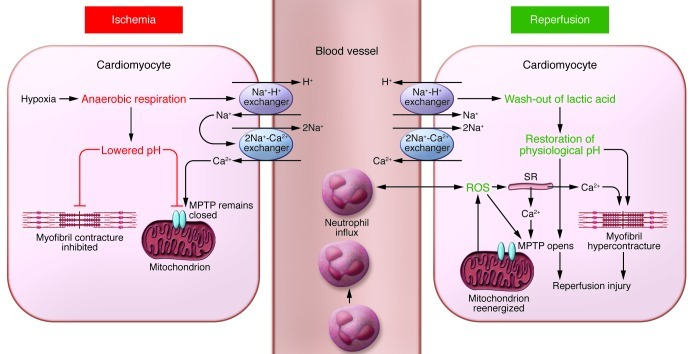 Ischemia
Reperfusion
Blood vessel
Cardiomyocyte
Hypoxia
Anaerobic respiration
Na⁺-H⁺
exchanger
H⁺
Na⁺
2Na⁺
2Na⁺-Ca²⁺
exchanger
Ca²⁺
Lowered pH
MPTP remains
closed
Myofibril contracture
inhibited
Mitochondrion
Neutrophil
influx
Cardiomyocyte
H⁺
Na⁺-H⁺
exchanger
Na⁺
2Na⁺
2Na⁺-Ca²⁺
exchanger
Ca²⁺
Wash-out of lactic acid
Restoration of
physiological pH
ROS
SR
Ca²⁺
Ca²⁺
MPTP opens
Myofibril
hypercontracture
Mitochondrion
reenergized
Reperfusion injury